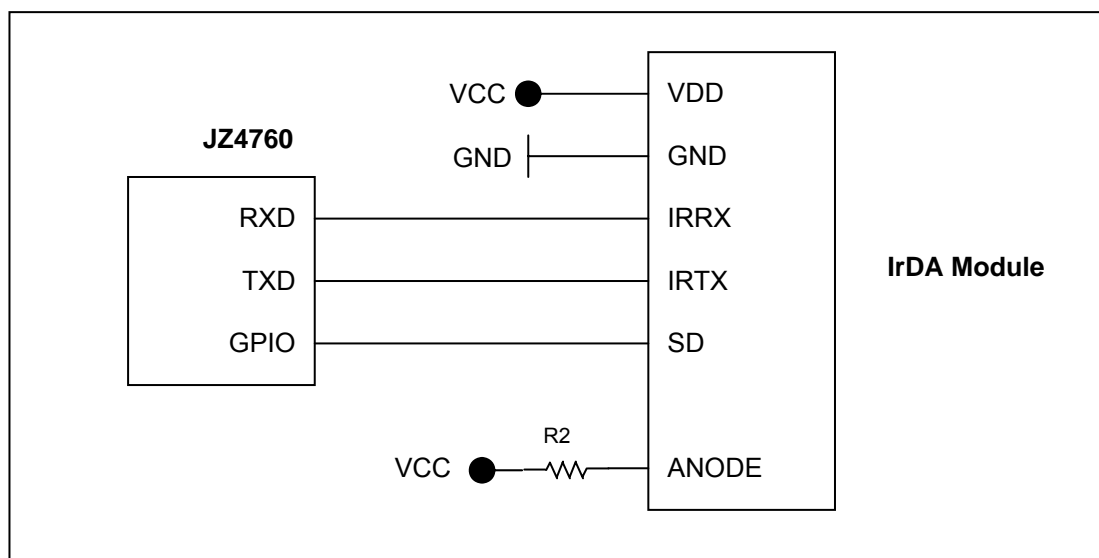 VCC
VDD
JZ4760
GND
GND
RXD
IRRX
TXD
IRTX
IrDA Module
GPIO
SD
R2
VCC
ANODE